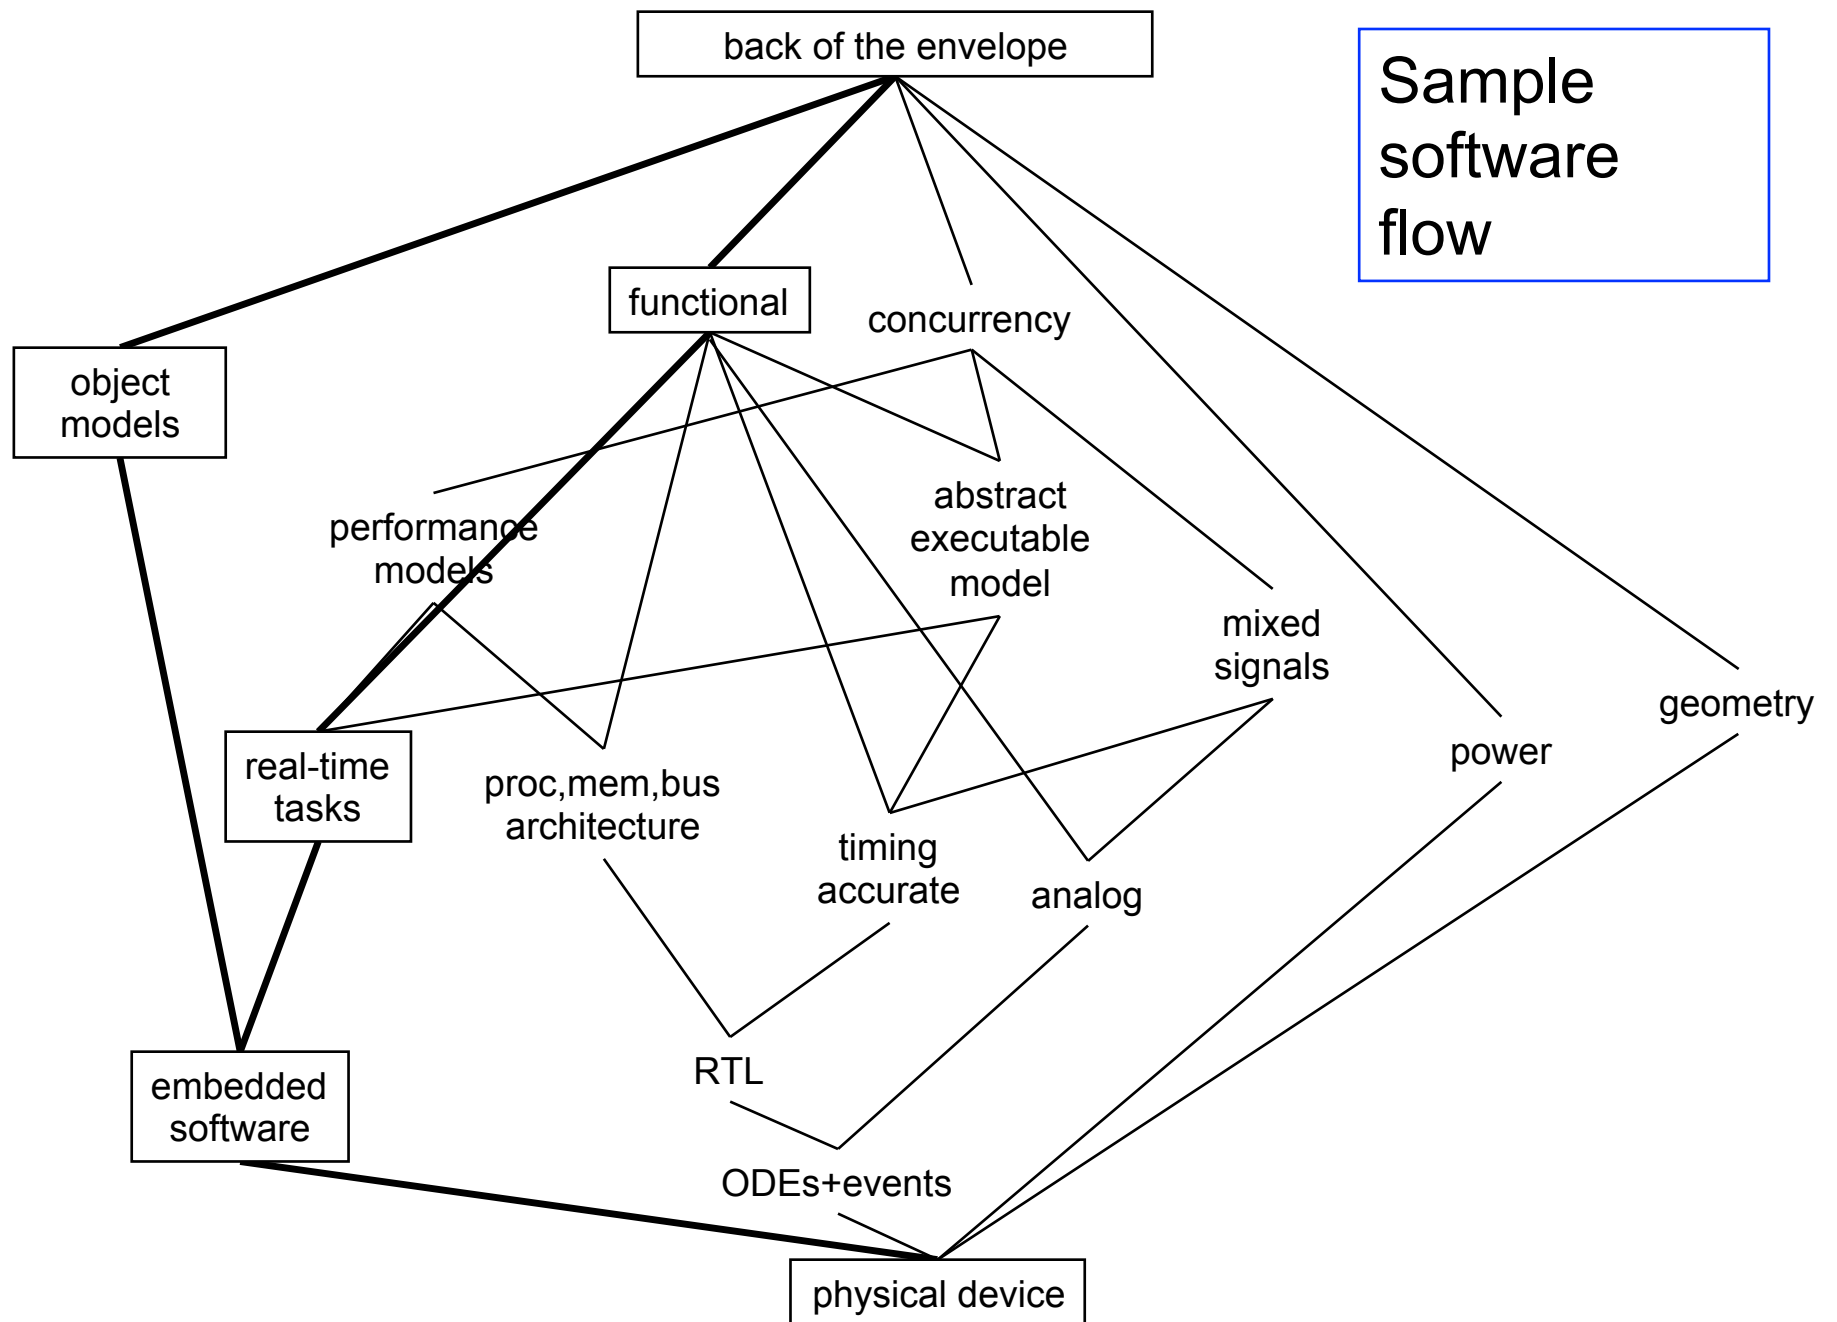 back of the envelope
Sample
software
flow
functional
concurrency
object
models
performance
models
abstract
executable
model
mixed
signals
geometry
power
real-time
tasks
proc,mem,bus
architecture
timing
accurate
analog
RTL
embedded
software
ODEs+events
physical device